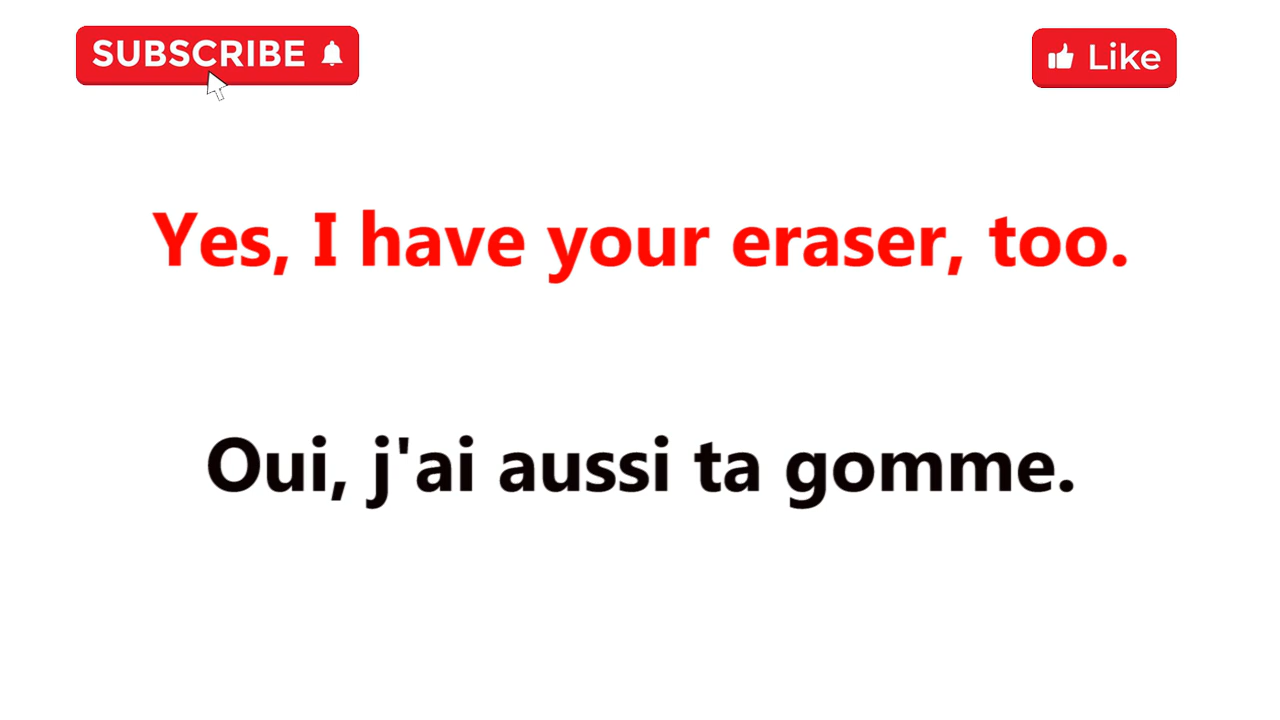 SUBSCRIBE
Like
Yes, I have your eraser, too.
Oui, j'ai aussi ta gomme.